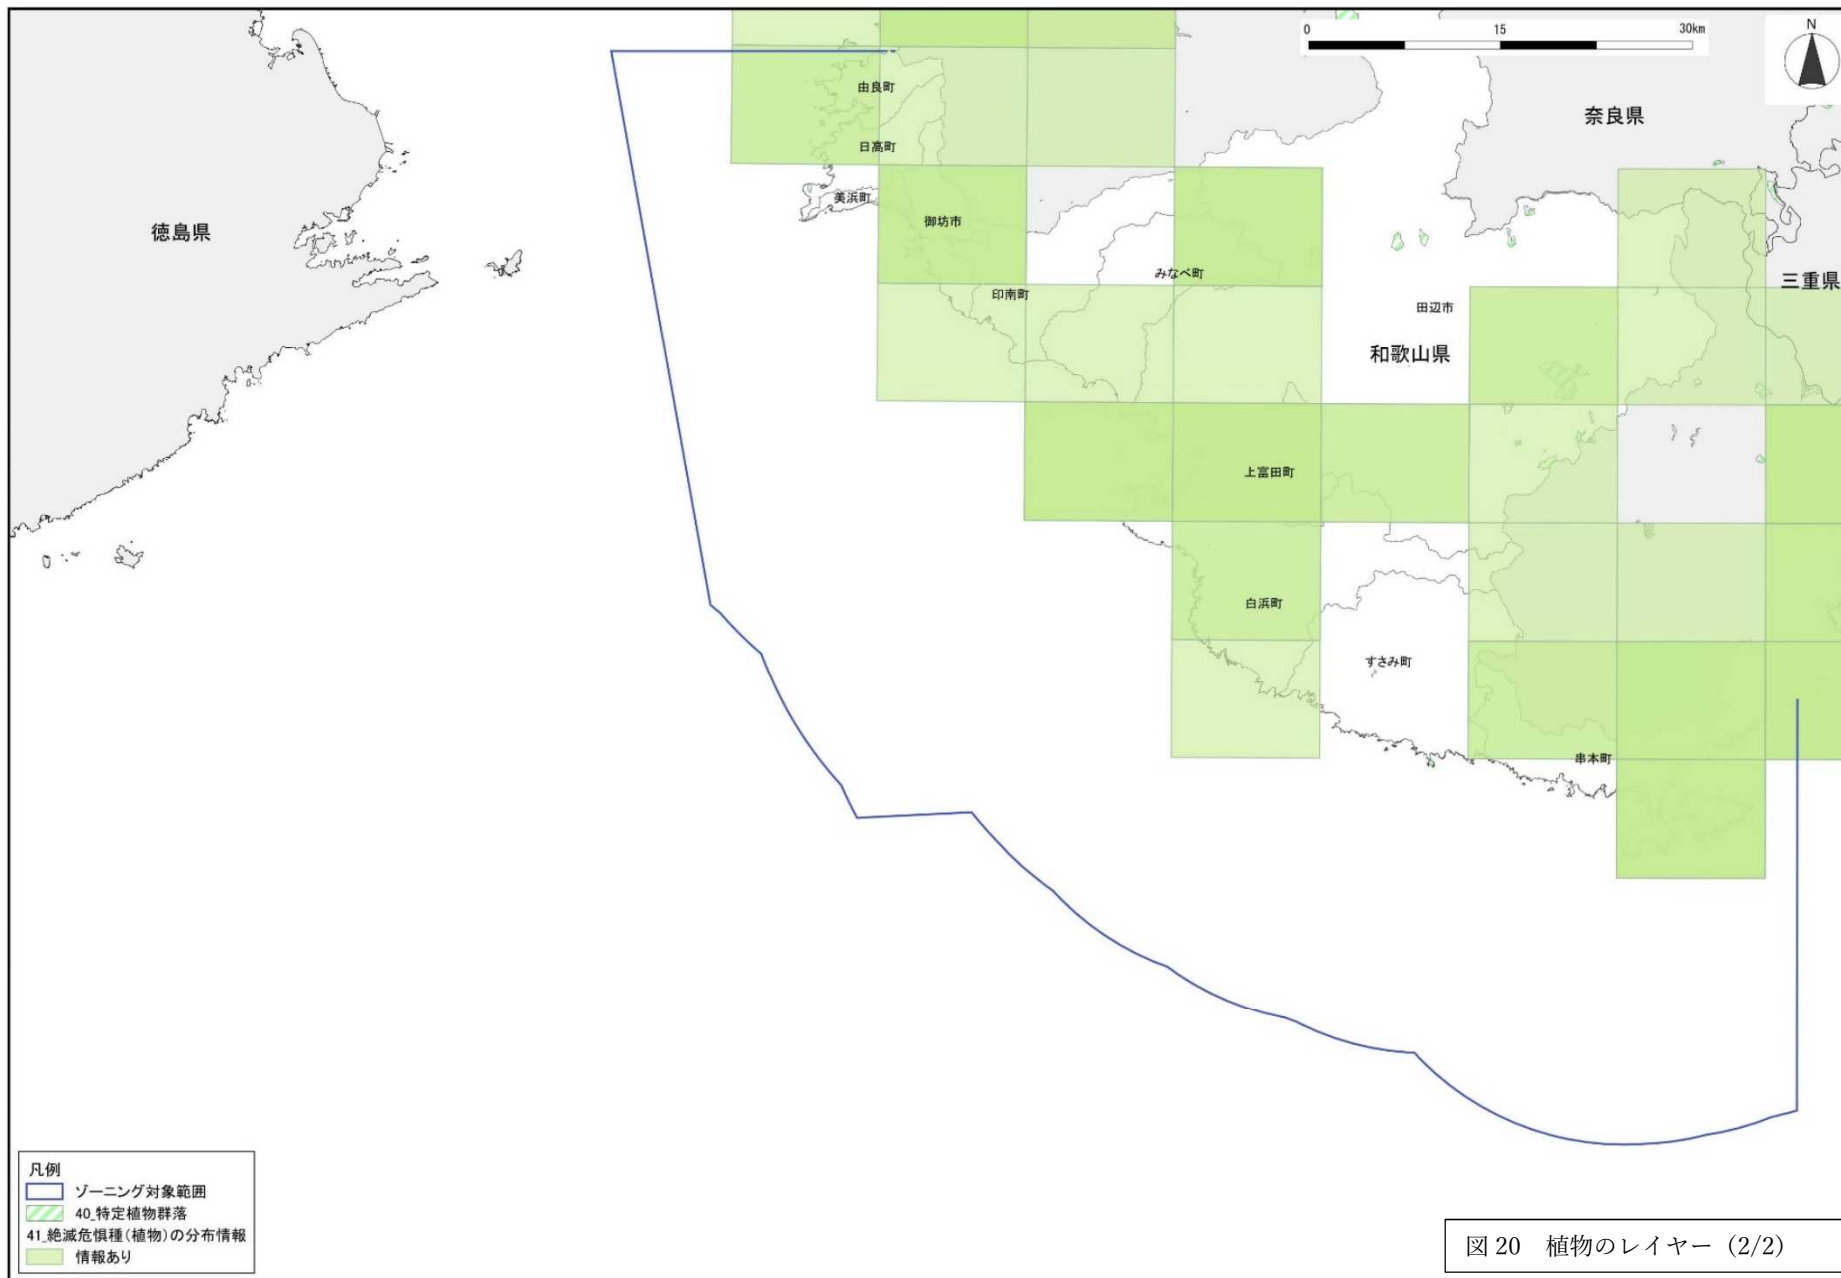 0 15 30km
N
奈良県
由良町
日高町
美浜町
御坊市
徳島県
みなべ町
三重県
印南町
田辺市
和歌山県
上富田町
白浜町
すさみ町
串本町
凡例
ゾーニング対象範囲
40_特定植物群落
41_絶滅危惧種(植物)の分布情報
情報あり
図 20 植物のレイヤー（2/2）